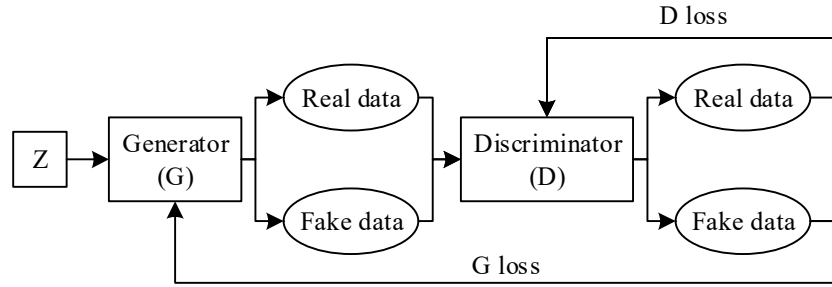 D loss
Z
Generator
(G)
Real data
Fake data
Discriminator
(D)
Real data
Fake data
G loss